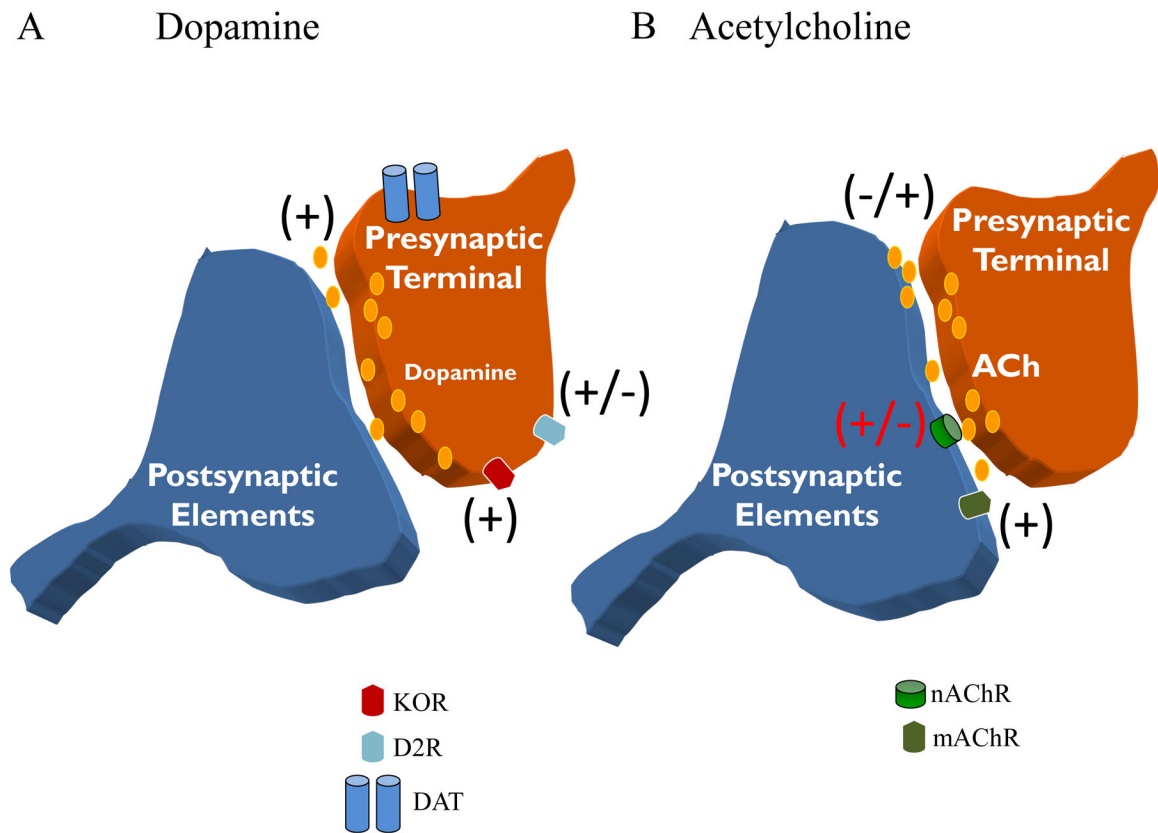 A Dopamine
B Acetylcholine
(+)
Presynaptic
Terminal
Dopamine
(+/-)
(+)
Postsynaptic
Elements
KOR
D2R
DAT
(-/+)
Presynaptic
Terminal
ACh
(+/-)
(+)
Postsynaptic
Elements
nAChR
mAChR